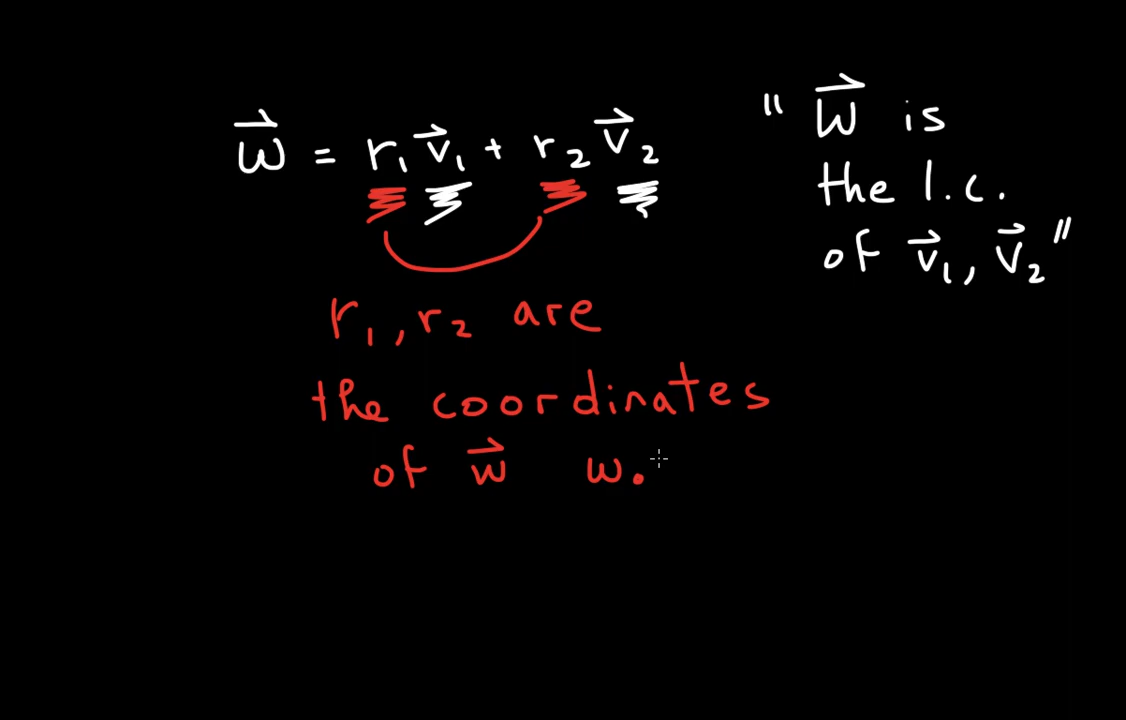 w⃗ = r₁v⃗₁ + r₂v⃗₂
"w⃗ is
the l.c.
of v⃗₁, v⃗₂"
r₁, r₂ are
the coordinates
of w⃗ w.